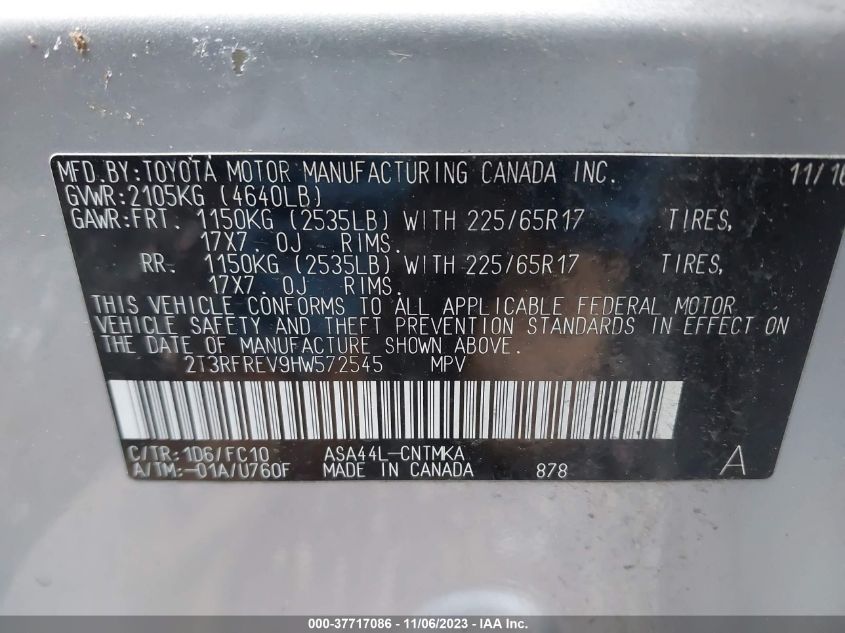 MFD.BY:TOYOTA MOTOR MANUFACTURING CANADA INC. 11/16
GVWR:2105KG (4640LB)
GAWR:FRT. 1150KG (2535LB) WITH 225/65R17 TIRES,
17X7.0J RIMS.
RR. 1150KG (2535LB) WITH 225/65R17 TIRES,
17X7.0J RIMS.
THIS VEHICLE CONFORMS TO ALL APPLICABLE FEDERAL MOTOR
VEHICLE SAFETY AND THEFT PREVENTION STANDARDS IN EFFECT ON
THE DATE OF MANUFACTURE SHOWN ABOVE.
2T3RFREV9HW572545 MPV
C/TR:1D6/FC10 ASA44L-CNTMKA
A/TM:-01A/U760F MADE IN CANADA 878 A
000-37717086 - 11/06/2023 - IAA Inc.